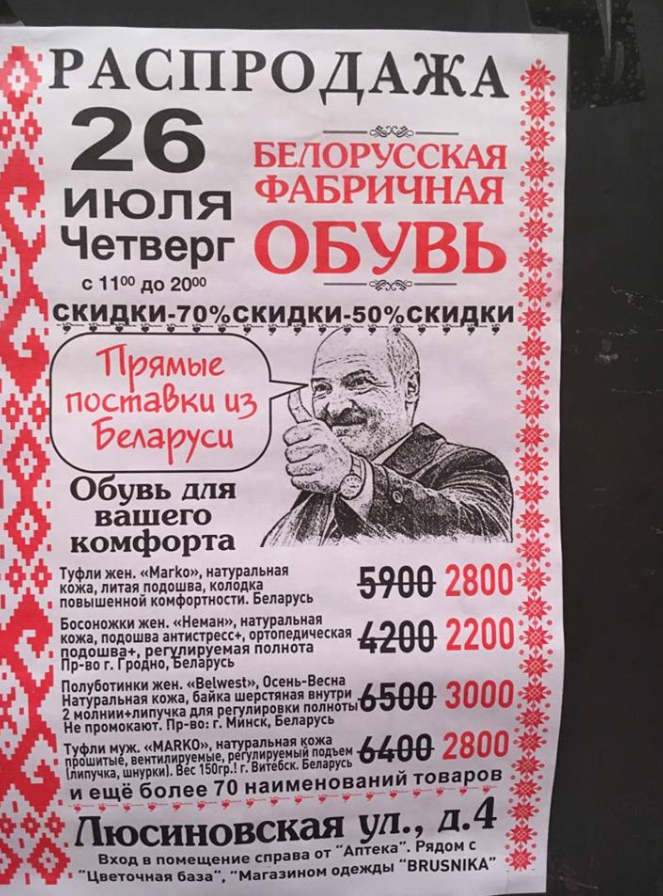 РАСПРОДАЖА
26
ИЮЛЯ
Четверг
с 11⁰⁰ до 20⁰⁰
БЕЛОРУССКАЯ
ФАБРИЧНАЯ
ОБУВЬ
СКИДКИ-70%СКИДКИ-50%СКИДКИ
Прямые
поставки из
Беларуси
Обувь для
вашего
комфорта
Туфли жен. «Marko», натуральная
кожа, литая подошва, колодка
повышенной комфортности. Беларусь
5900 2800
Босоножки жен. «Неман», натуральная
кожа, подошва антистресс+, ортопедическая
подошва+, регулируемая полнота
Пр-во г. Гродно, Беларусь
4200 2200
Полуботинки жен. «Belwest», Осень-Весна
Натуральная кожа, байка шерстяная внутри
2 молнии+липучка для регулировки полноты
Не промокают. Пр-во: г. Минск, Беларусь
6500 3000
Туфли муж. «MARKO», натуральная кожа
прошитые, вентилируемые, регулируемый подъем
(липучка, шнурки). Вес 150гр.! г. Витебск. Беларусь
6400 2800
и ещё более 70 наименований товаров
Люсиновская ул., д.4
Вход в помещение справа от "Аптека". Рядом с
"Цветочная база", "Магазином одежды "BRUSNIKA"